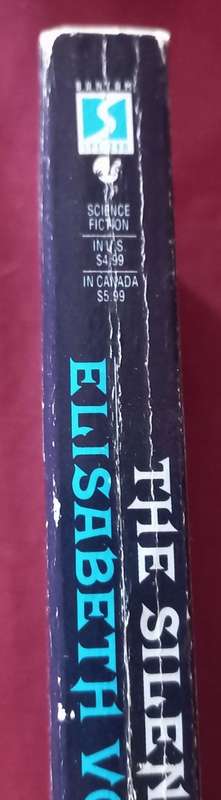 BANTAM
SPECTRA
SCIENCE
FICTION
IN U.S.
$4.99
IN CANADA
$5.99
ELISABETH VO
THE SILEN